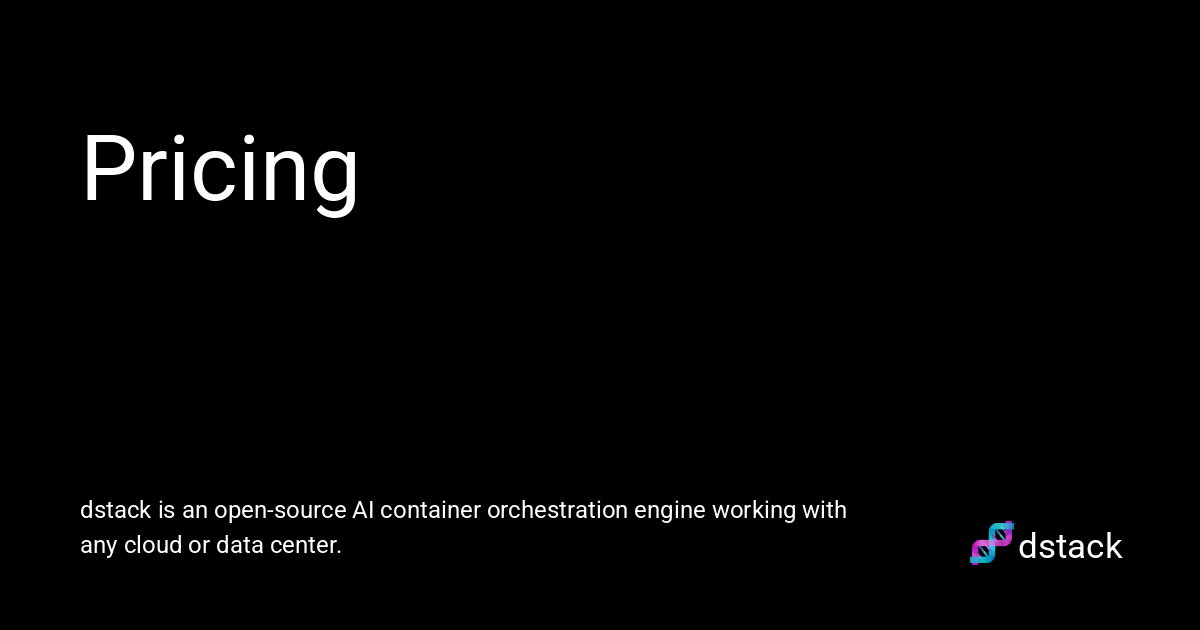 Pricing
dstack is an open-source AI container orchestration engine working with
any cloud or data center.
dstack